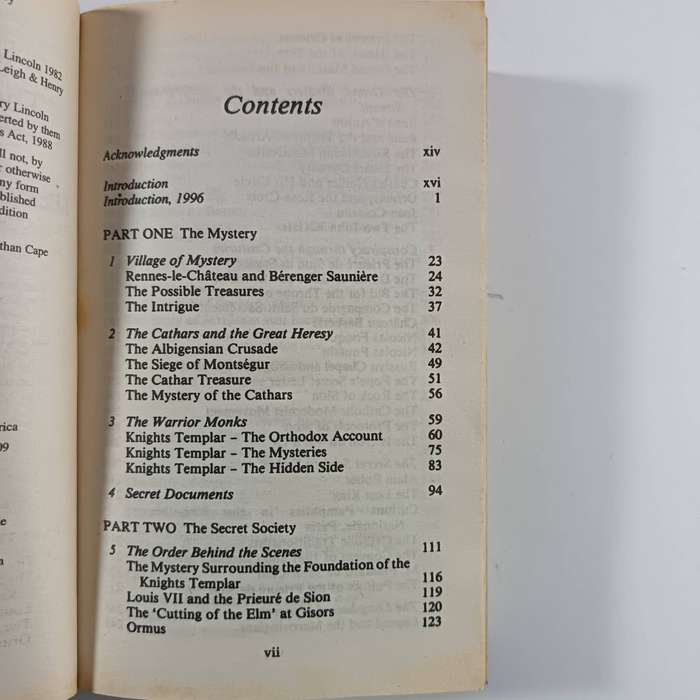 Lincoln 1982
Leigh & Henry
ry Lincoln
erted by them
s Act, 1988
ll not, by
otherwise
ny form
blished
dition
than Cape
rica
09
Contents
Acknowledgments xiv
Introduction xvi
Introduction, 1996 1
PART ONE The Mystery
1 Village of Mystery 23
Rennes-le-Château and Bérenger Saunière 24
The Possible Treasures 32
The Intrigue 37
2 The Cathars and the Great Heresy 41
The Albigensian Crusade 42
The Siege of Montségur 49
The Cathar Treasure 51
The Mystery of the Cathars 56
3 The Warrior Monks 59
Knights Templar – The Orthodox Account 60
Knights Templar – The Mysteries 75
Knights Templar – The Hidden Side 83
4 Secret Documents 94
PART TWO The Secret Society
5 The Order Behind the Scenes 111
The Mystery Surrounding the Foundation of the
Knights Templar 116
Louis VII and the Prieuré de Sion 119
The 'Cutting of the Elm' at Gisors 120
Ormus 123
vii